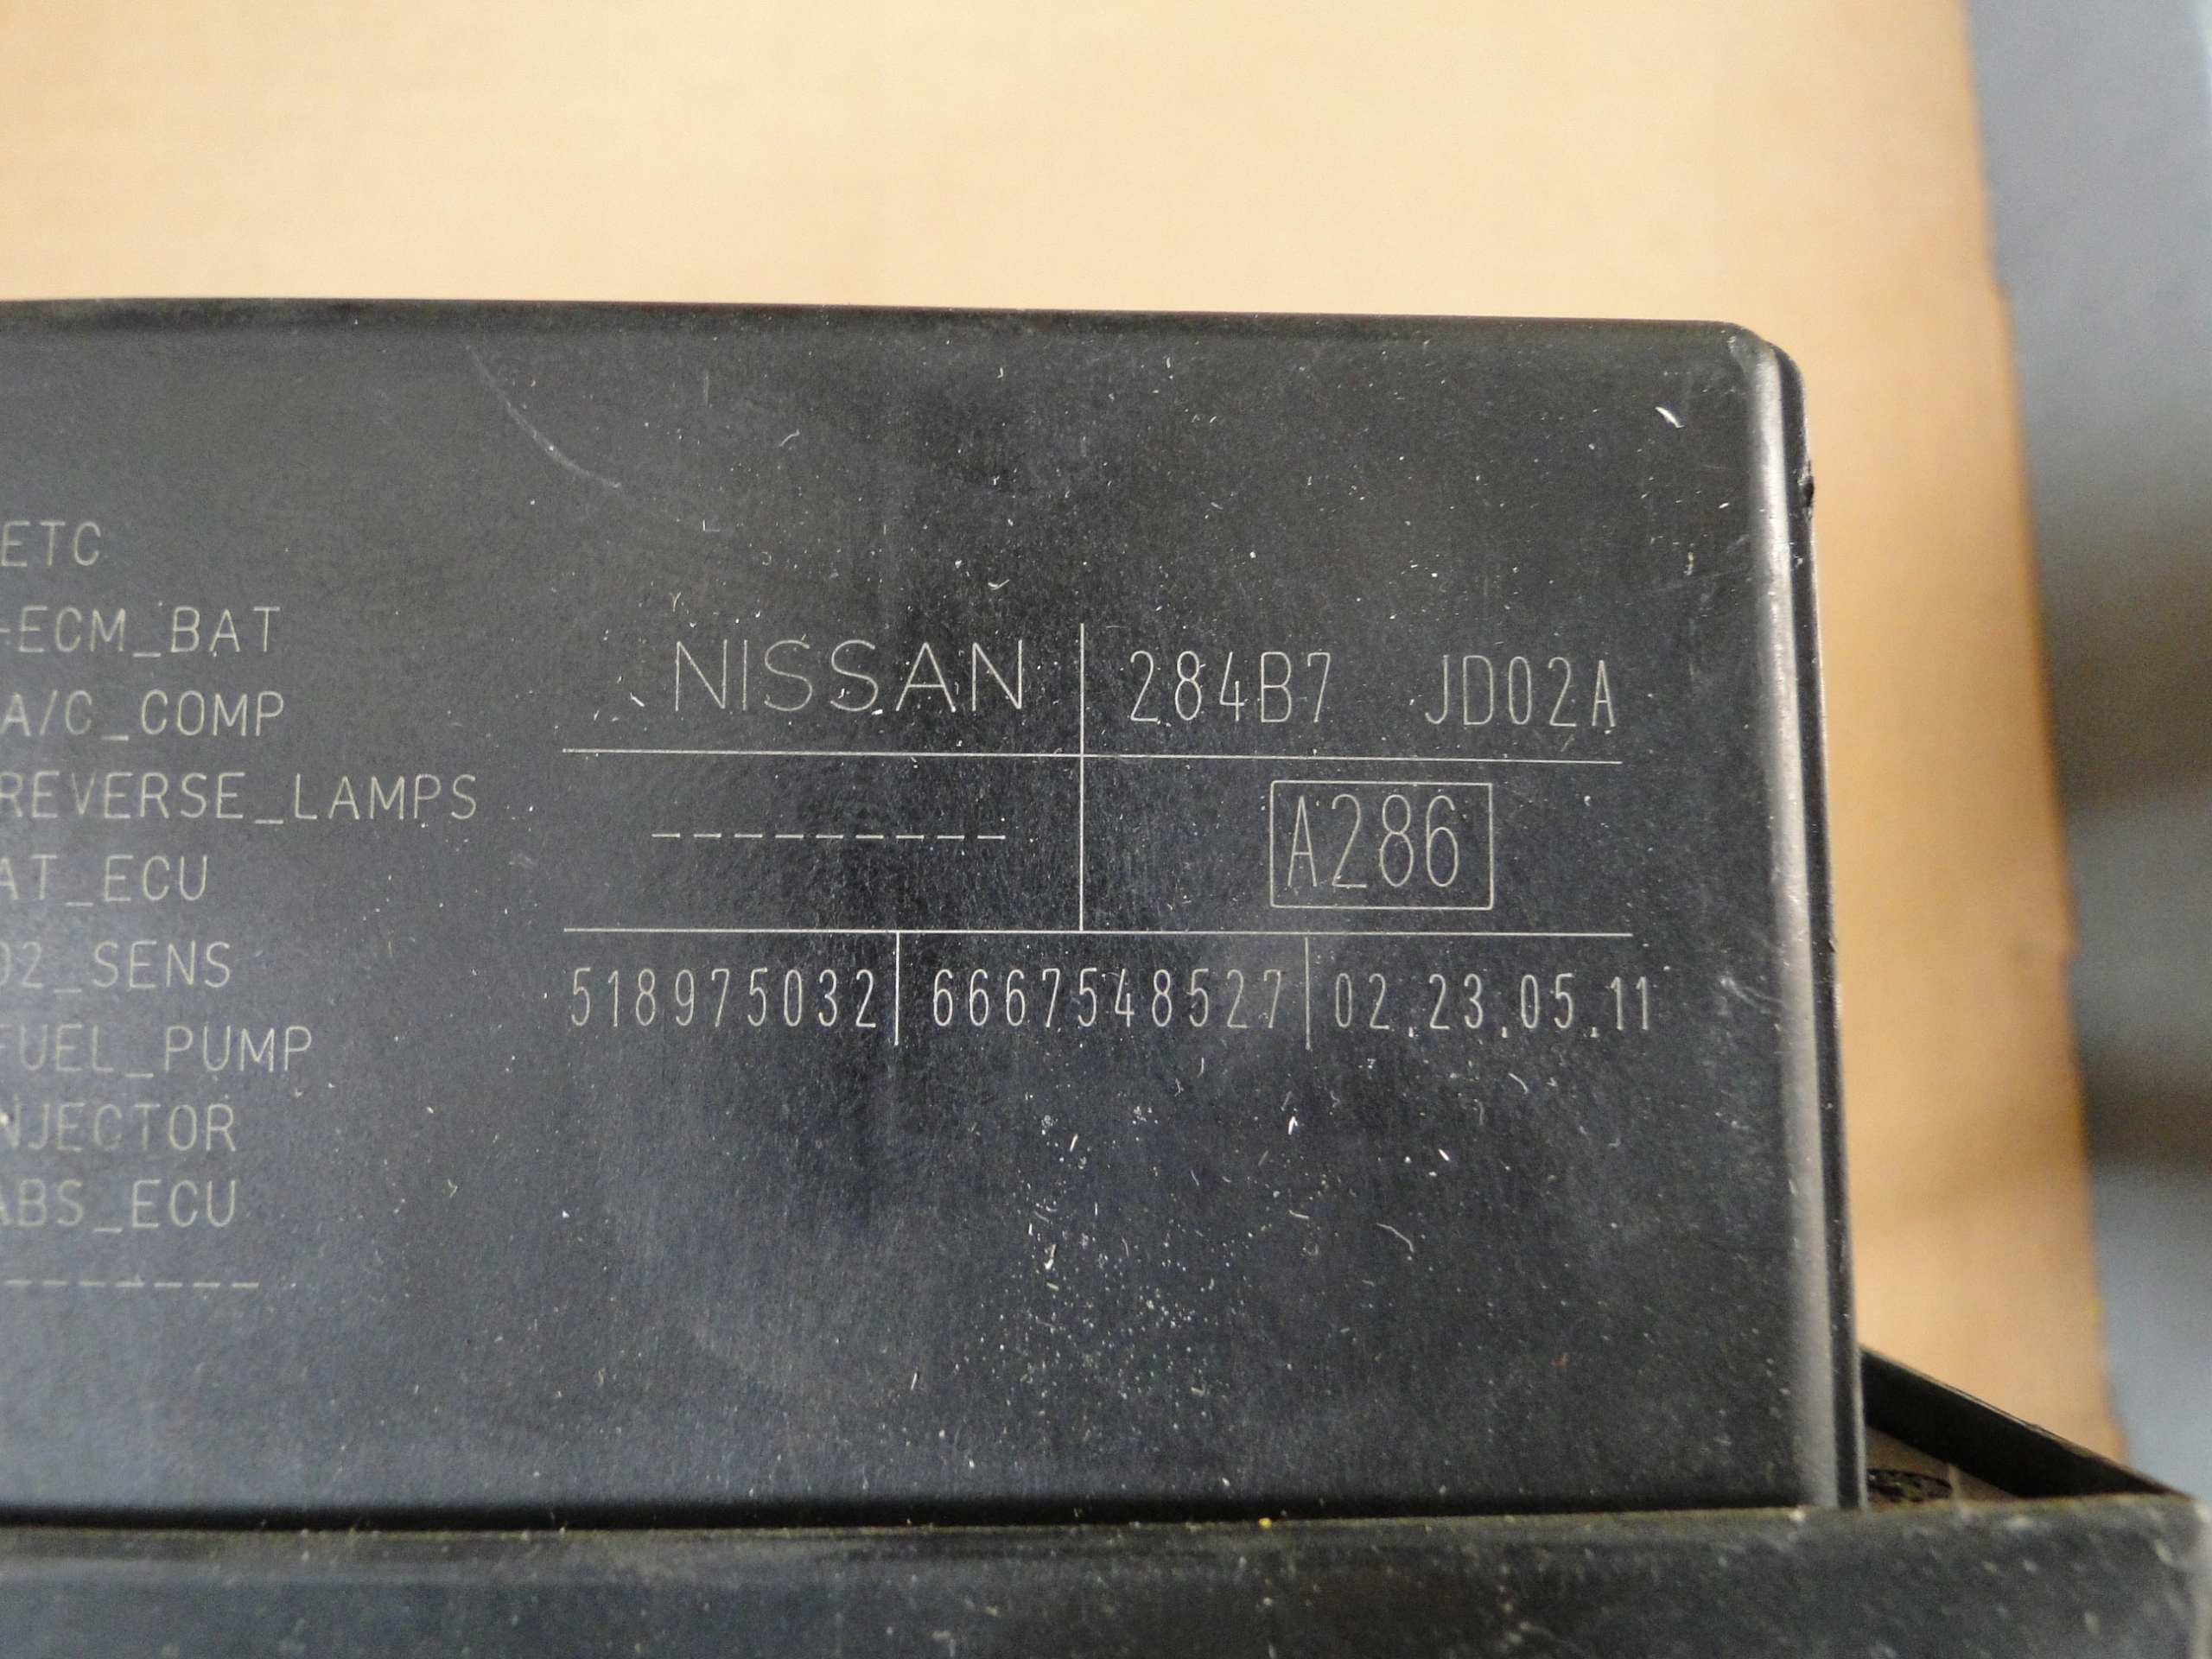 ETC
-ECM_BAT
A/C_COMP
REVERSE_LAMPS
AT_ECU
O2_SENS
FUEL_PUMP
NJECTOR
ABS_ECU
-------
NISSAN 284B7 JD02A
--------- A286
518975032 6667548527 02.23.05.11